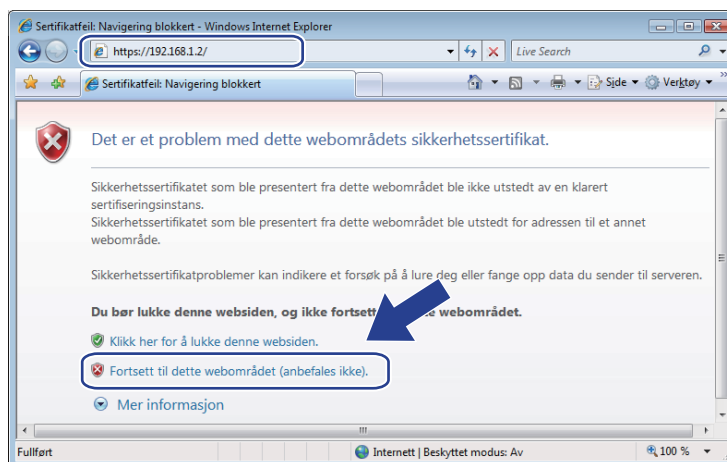 Sertifikatfeil: Navigering blokkert - Windows Internet Explorer
https://192.168.1.2/
Live Search
Sertifikatfeil: Navigering blokkert
Side
Verktøy
Det er et problem med dette webområdets sikkerhetssertifikat.
Sikkerhetssertifikatet som ble presentert fra dette webområdet ble ikke utstedt av en klarert
sertifiseringsinstans.
Sikkerhetssertifikatet som ble presentert fra dette webområdet ble utstedt for adressen til et annet
webområde.
Sikkerhetssertifikatproblemer kan indikere et forsøk på å lure deg eller fange opp data du sender til serveren.
Du bør lukke denne websiden, og ikke webområdet.
Klikk her for å lukke denne websiden.
Fortsett til dette webområdet (anbefales ikke).
Mer informasjon
Fullført
Internett | Beskyttet modus: Av
100 %